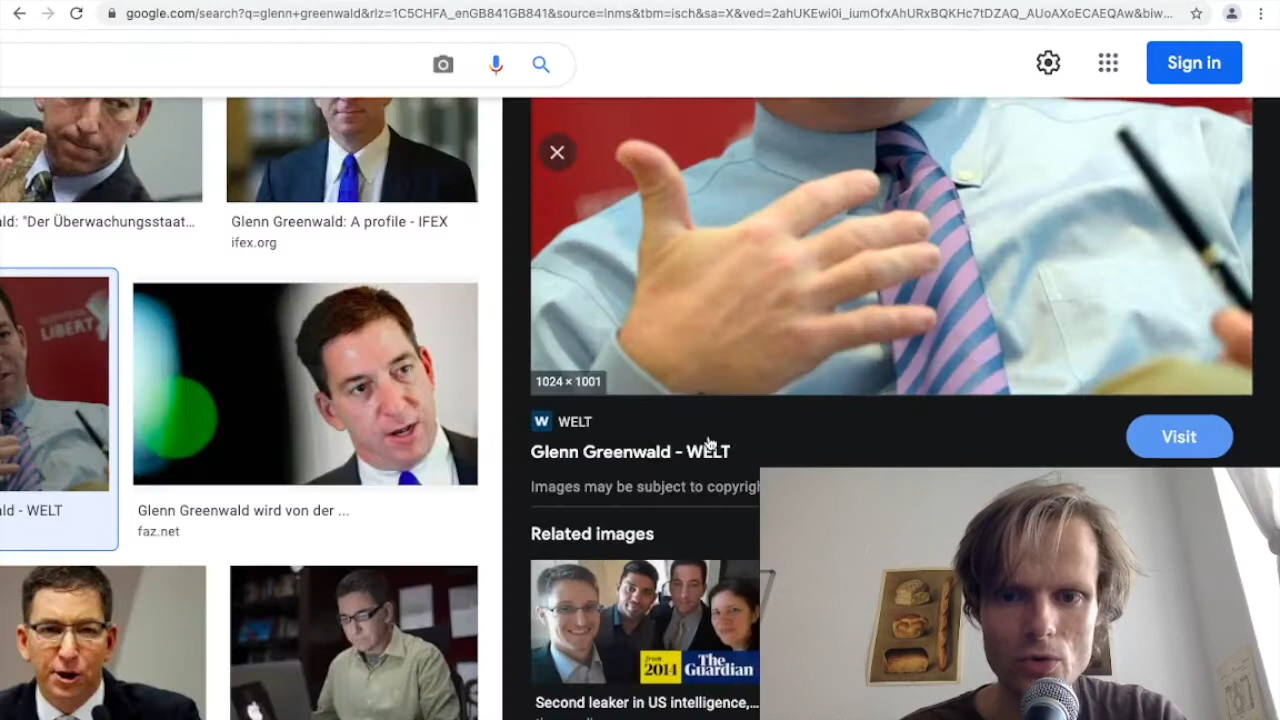 google.com/search?q=glenn+greenwald&rlz=1C5CHFA_enGB841GB841&source=lnms&tbm=isch&sa=X&ved=2ahUKEwi0i_iumOfxAhURxBQKHc7tDZAQ_AUoAXoECAEQAw&biw...
Sign in
ald: "Der Überwachungsstaat...
Glenn Greenwald: A profile - IFEX
ifex.org
LIBERT
1024 × 1001
W WELT
Visit
Glenn Greenwald - WELT
Images may be subject to copyrigh
ald - WELT
Glenn Greenwald wird von der ...
faz.net
Related images
from
2014
The
Guardian
Second leaker in US intelligence,...